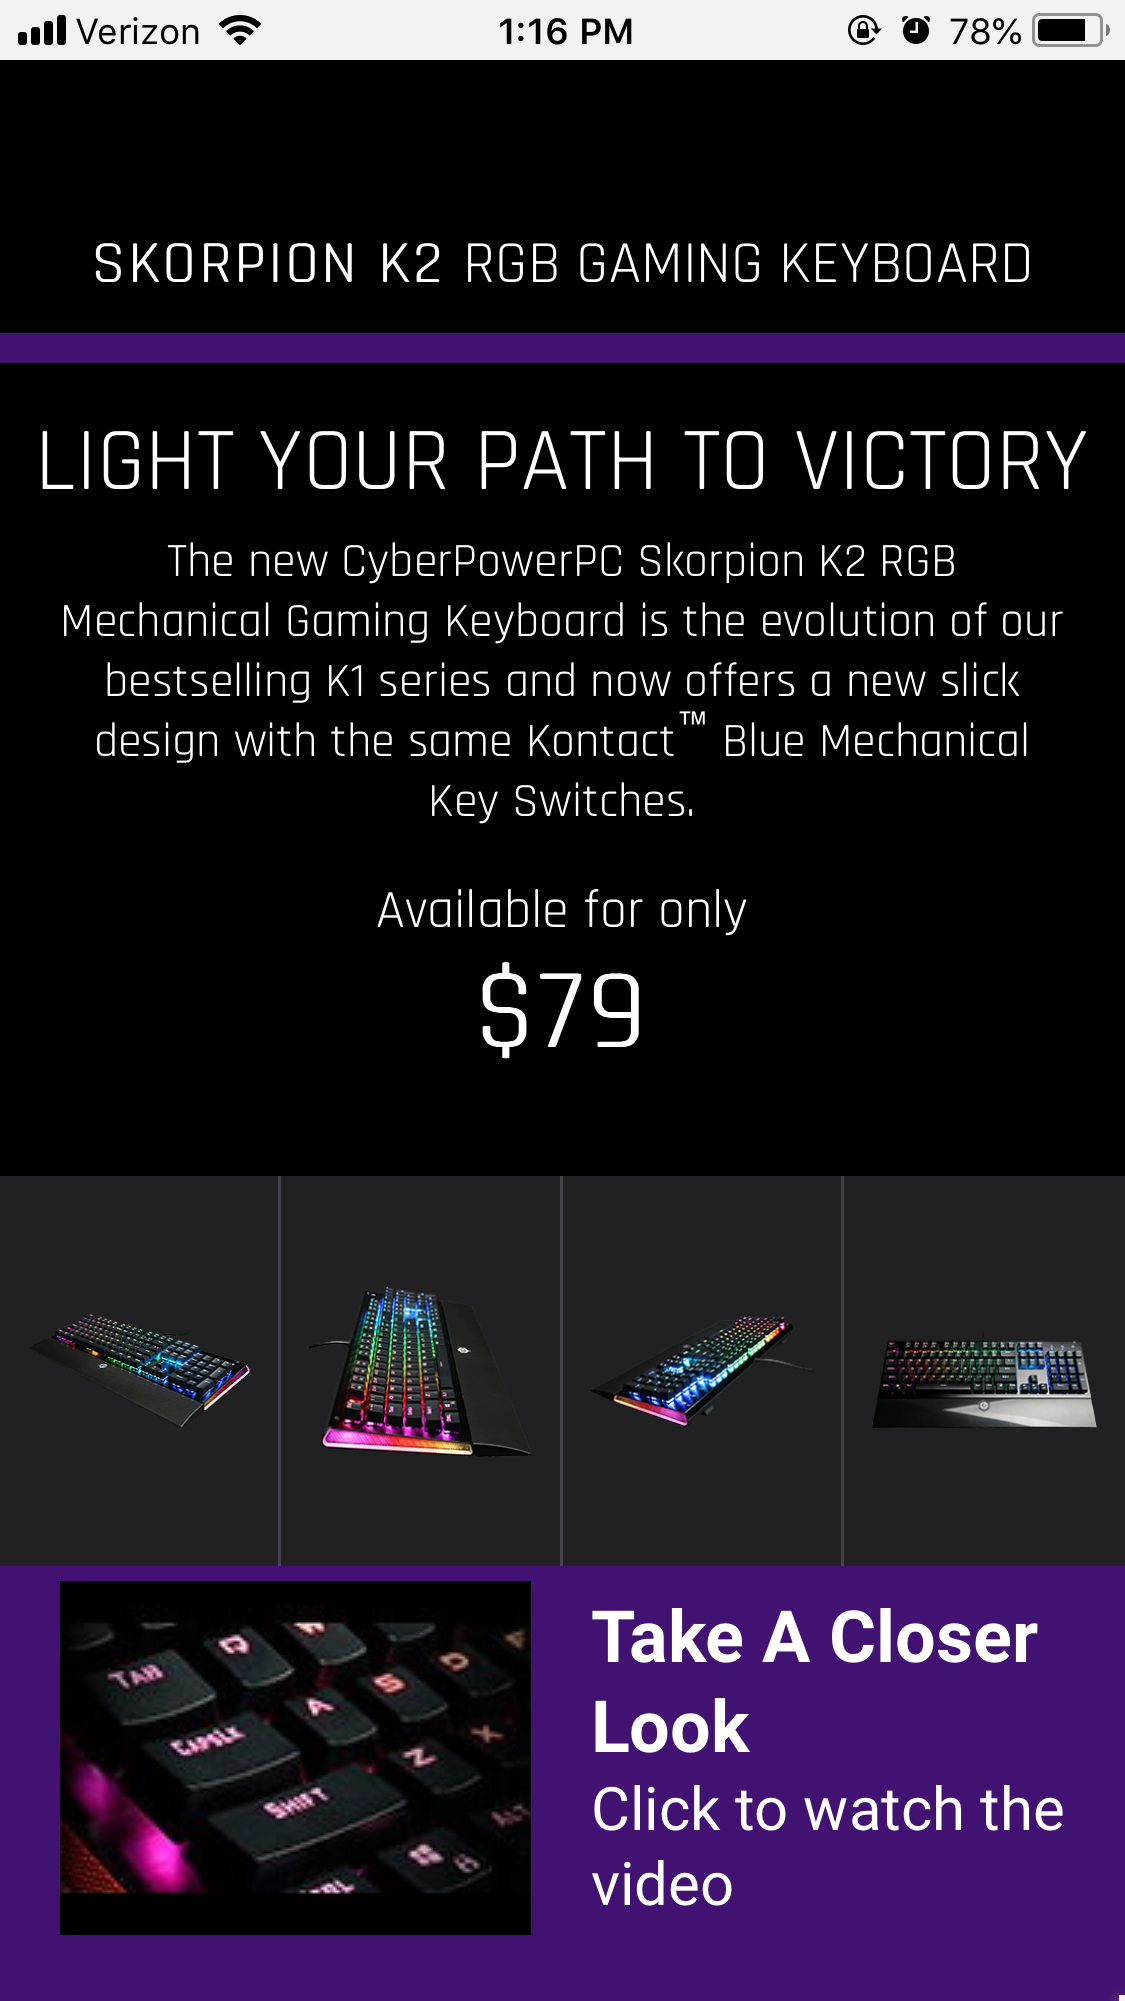 Verizon 1:16 PM 78%
SKORPION K2 RGB GAMING KEYBOARD
LIGHT YOUR PATH TO VICTORY
The new CyberPowerPC Skorpion K2 RGB
Mechanical Gaming Keyboard is the evolution of our
bestselling K1 series and now offers a new slick
design with the same Kontact™ Blue Mechanical
Key Switches.
Available for only
$79
Take A Closer
Look
Click to watch the
video
Q W
TAB
A S D F
CAPSLK
Z X
SHIFT
ALT